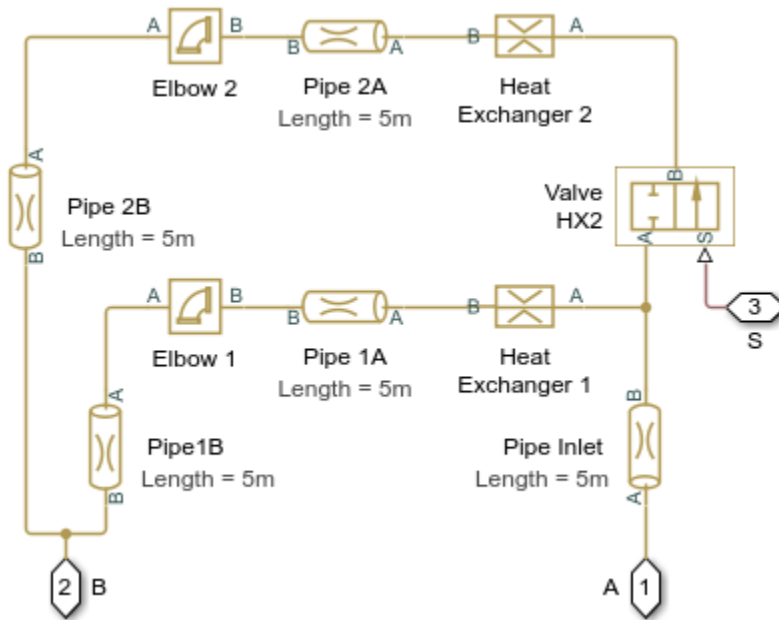 A B B A B A
Elbow 2 Pipe 2A Heat
Length = 5m Exchanger 2
A B
Pipe 2B Valve
Length = 5m HX2
B A S
A B B A B A
3
S
Elbow 1 Pipe 1A Heat
Length = 5m Exchanger 1
A B
Pipe1B Pipe Inlet
Length = 5m Length = 5m
B A
2 B A 1